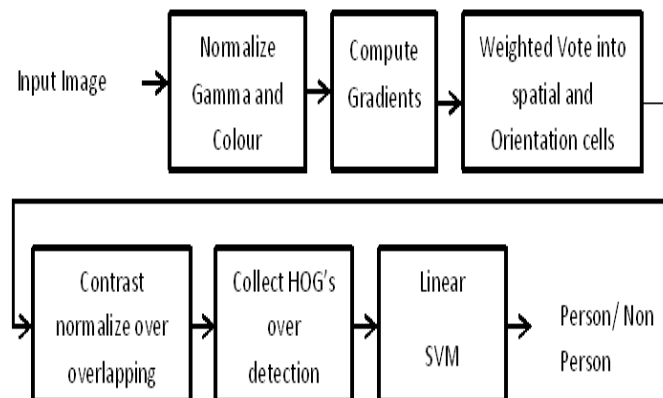 Input Image
Normalize
Gamma and
Colour
Compute
Gradients
Weighted Vote into
spatial and
Orientation cells
Contrast
normalize over
overlapping
Collect HOG's
over
detection
Linear
SVM
Person/ Non
Person